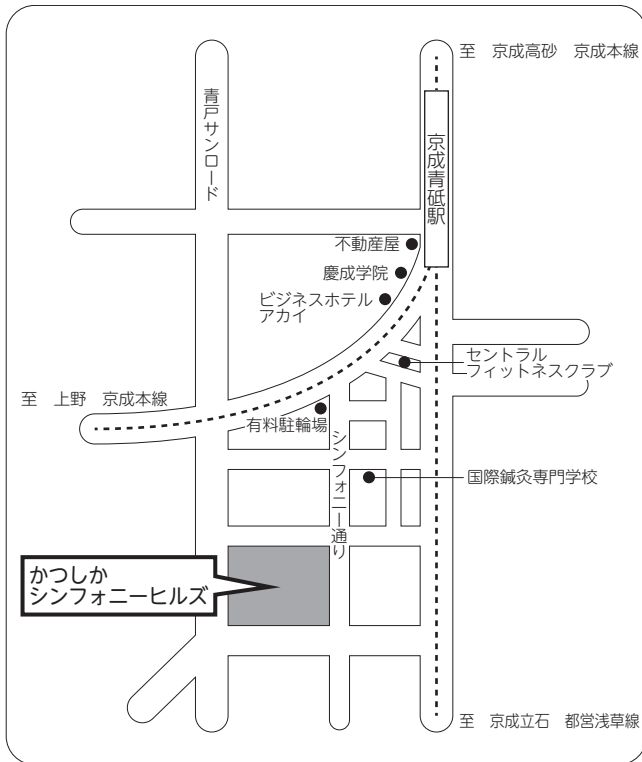 至　京成高砂　京成本線
青戸サンロード
京成青砥駅
不動産屋
慶成学院
ビジネスホテル
アカイ
セントラル
フィットネスクラブ
至　上野　京成本線
有料駐輪場
シンフォニー通り
国際鍼灸専門学校
かつしか
シンフォニーヒルズ
至　京成立石　都営浅草線